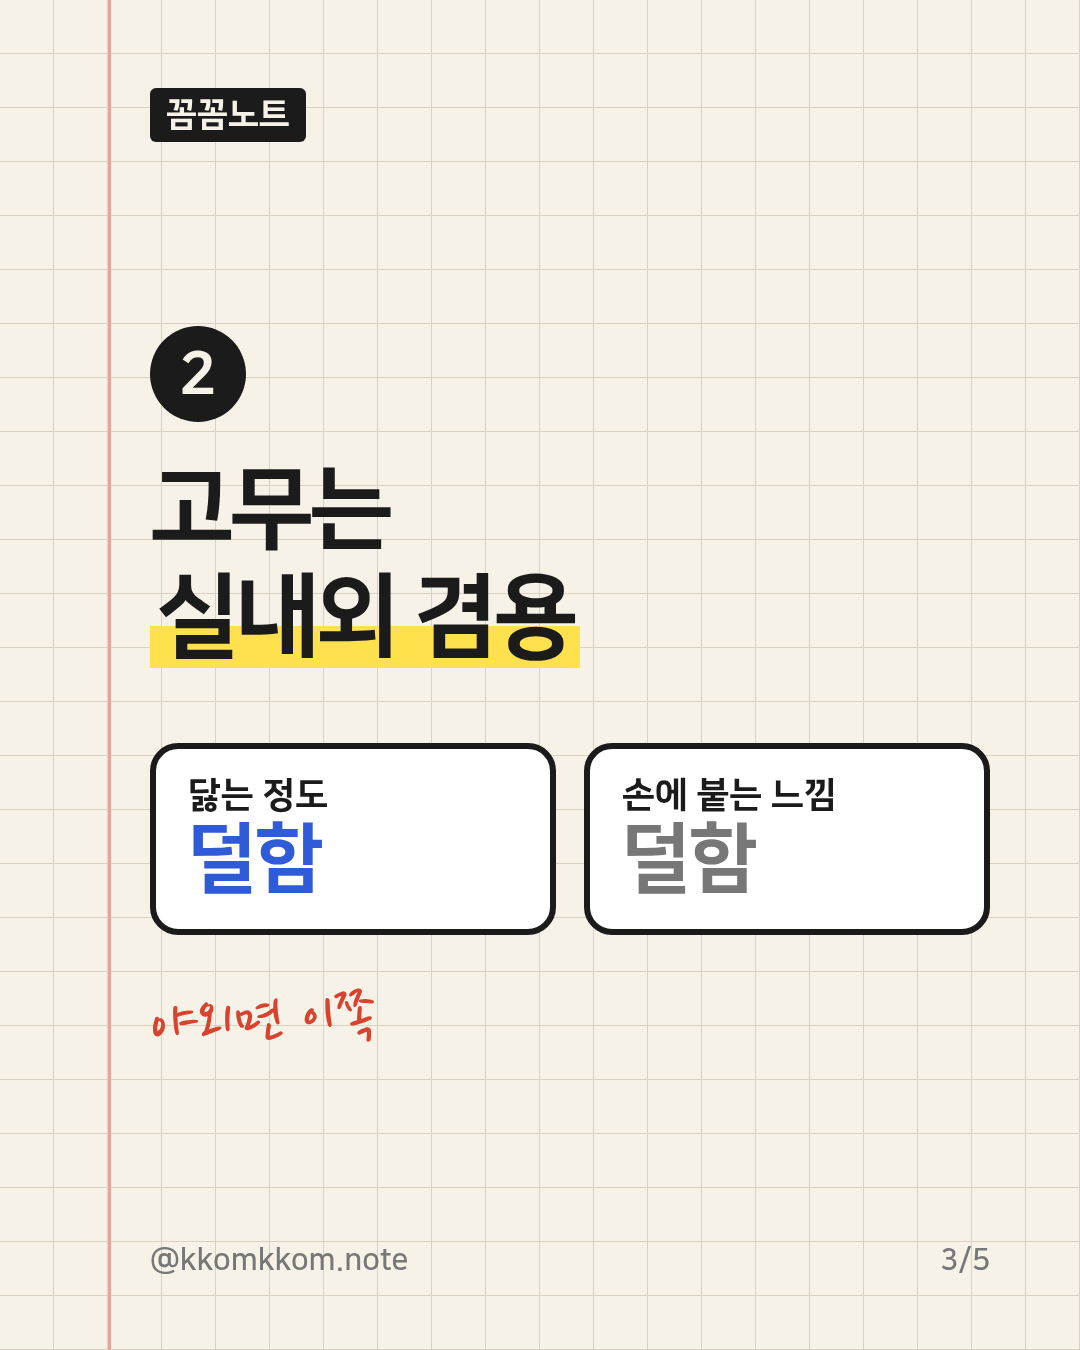 꼼꼼노트
2
고무는
실내외 겸용
닳는 정도
덜함
손에 붙는 느낌
덜함
야외면 이쪽
@kkomkkom.note
3/5